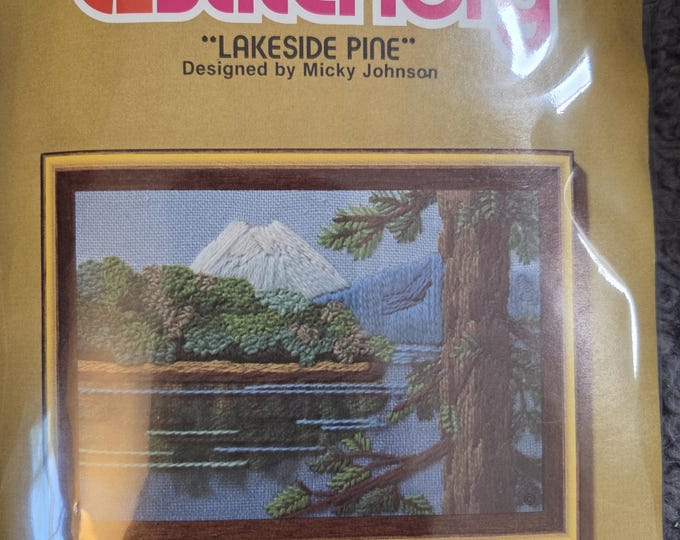 "LAKESIDE PINE"
Designed by Micky Johnson
©